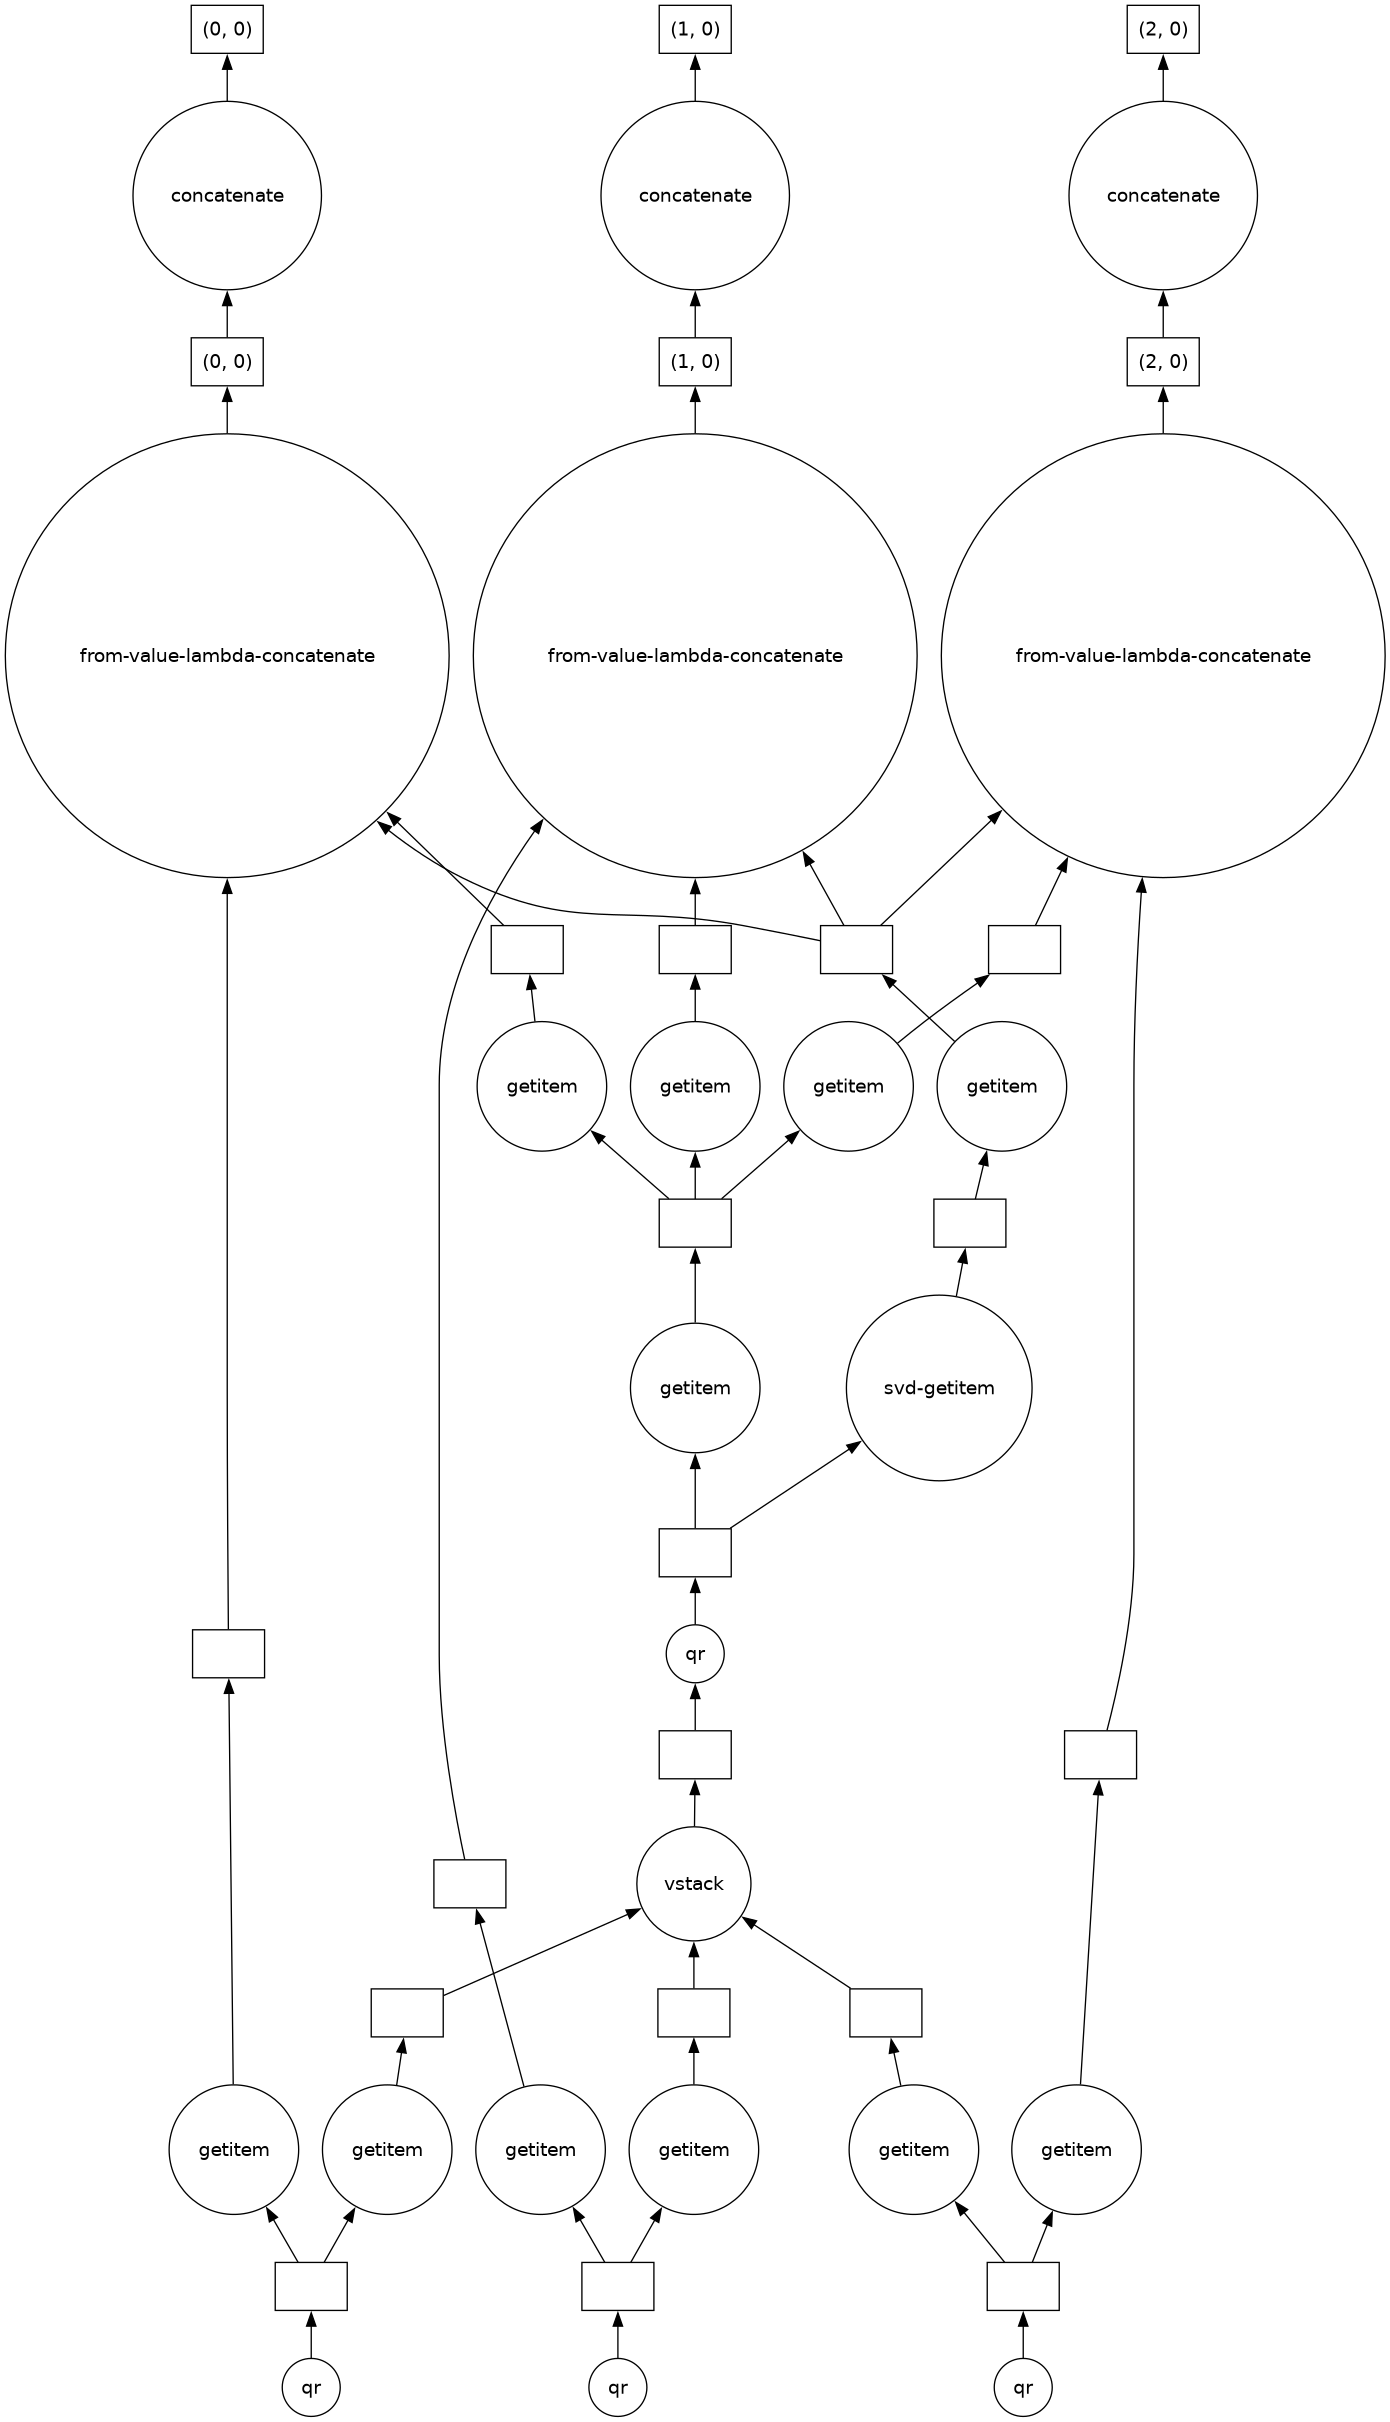 (0, 0)
(1, 0)
(2, 0)
concatenate
concatenate
concatenate
(0, 0)
(1, 0)
(2, 0)
from-value-lambda-concatenate
from-value-lambda-concatenate
from-value-lambda-concatenate
getitem
getitem
getitem
getitem
getitem
svd-getitem
qr
vstack
getitem
getitem
getitem
getitem
getitem
getitem
qr
qr
qr